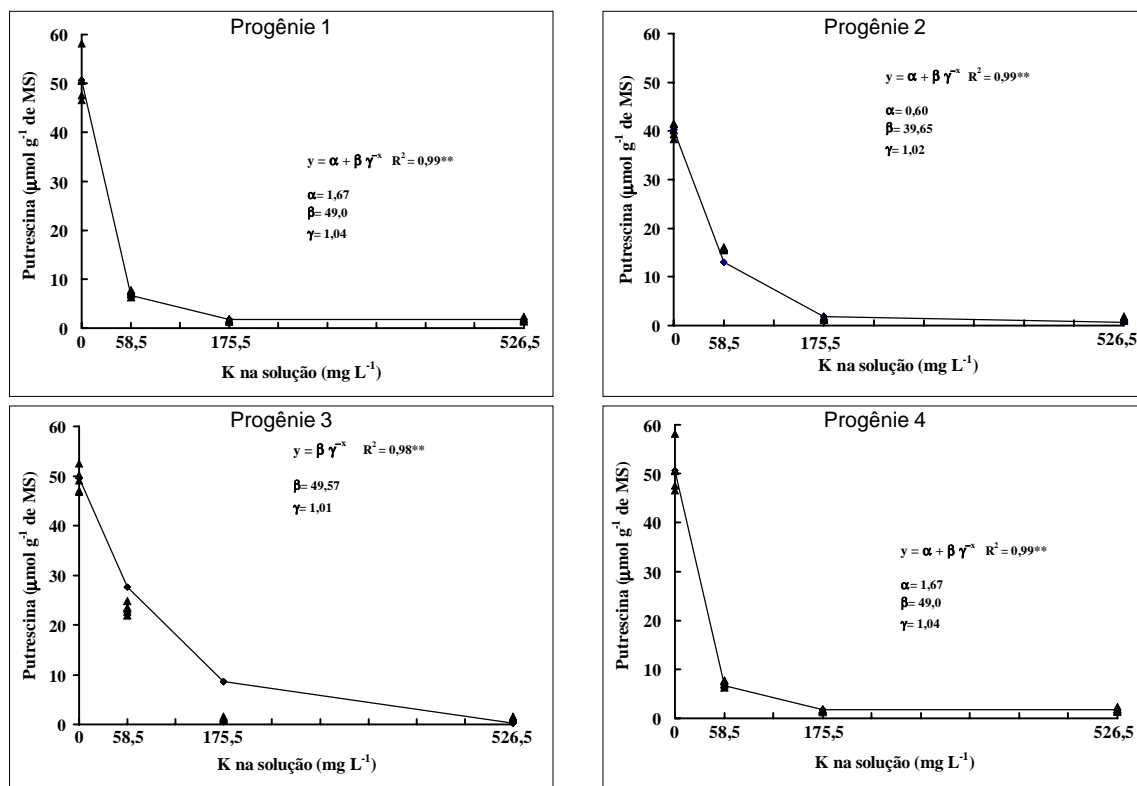 Progênie 1
60
50
40
30
20
10
0
Putrescina (μmol g⁻¹ de MS)
y = α + β γ⁻ˣ R² = 0,99**
α= 1,67
β= 49,0
γ= 1,04
0 58,5 175,5 526,5
K na solução (mg L⁻¹)
Progênie 2
60
50
40
30
20
10
0
Putrescina (μmol g⁻¹ de MS)
y = α + β γ⁻ˣ R² = 0,99**
α= 0,60
β= 39,65
γ= 1,02
0 58,5 175,5 526,5
K na solução (mg L⁻¹)
Progênie 3
60
50
40
30
20
10
0
Putrescina (μmol g⁻¹ de MS)
y = β γ⁻ˣ R² = 0,98**
β= 49,57
γ= 1,01
0 58,5 175,5 526,5
K na solução (mg L⁻¹)
Progênie 4
60
50
40
30
20
10
0
Putrescina (μmol g⁻¹ de MS)
y = α + β γ⁻ˣ R² = 0,99**
α= 1,67
β= 49,0
γ= 1,04
0 58,5 175,5 526,5
K na solução (mg L⁻¹)